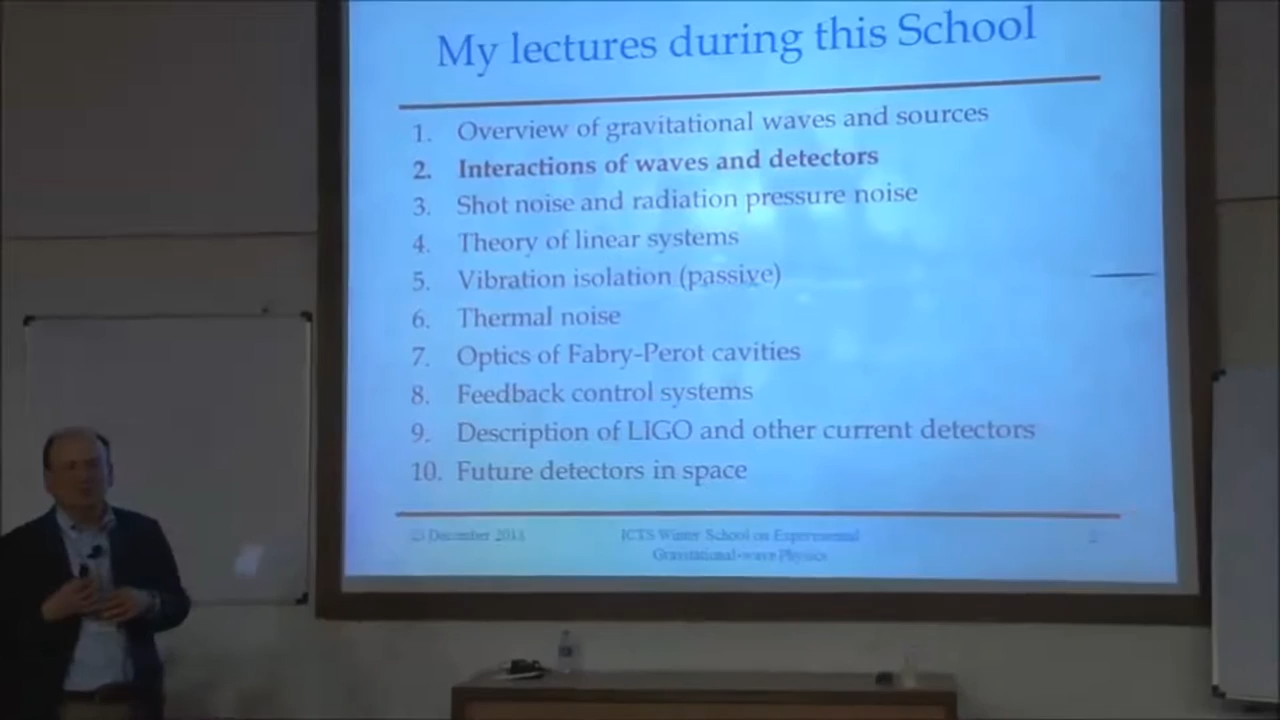 My lectures during this School
1. Overview of gravitational waves and sources
2. Interactions of waves and detectors
3. Shot noise and radiation pressure noise
4. Theory of linear systems
5. Vibration isolation (passive)
6. Thermal noise
7. Optics of Fabry-Perot cavities
8. Feedback control systems
9. Description of LIGO and other current detectors
10. Future detectors in space
December 2013
ICTS Winter School on Experimental
Gravitational-wave Physics
2